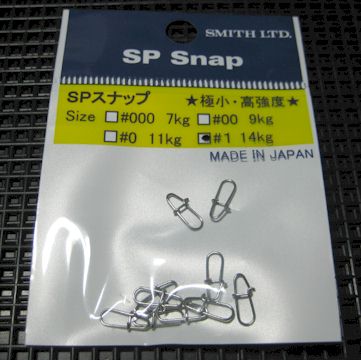 SMITH LTD.
SP Snap
SPスナップ ★極小・高強度★
Size □#000 7kg □#00 9kg
□#0 11kg ■#1 14kg
MADE IN JAPAN